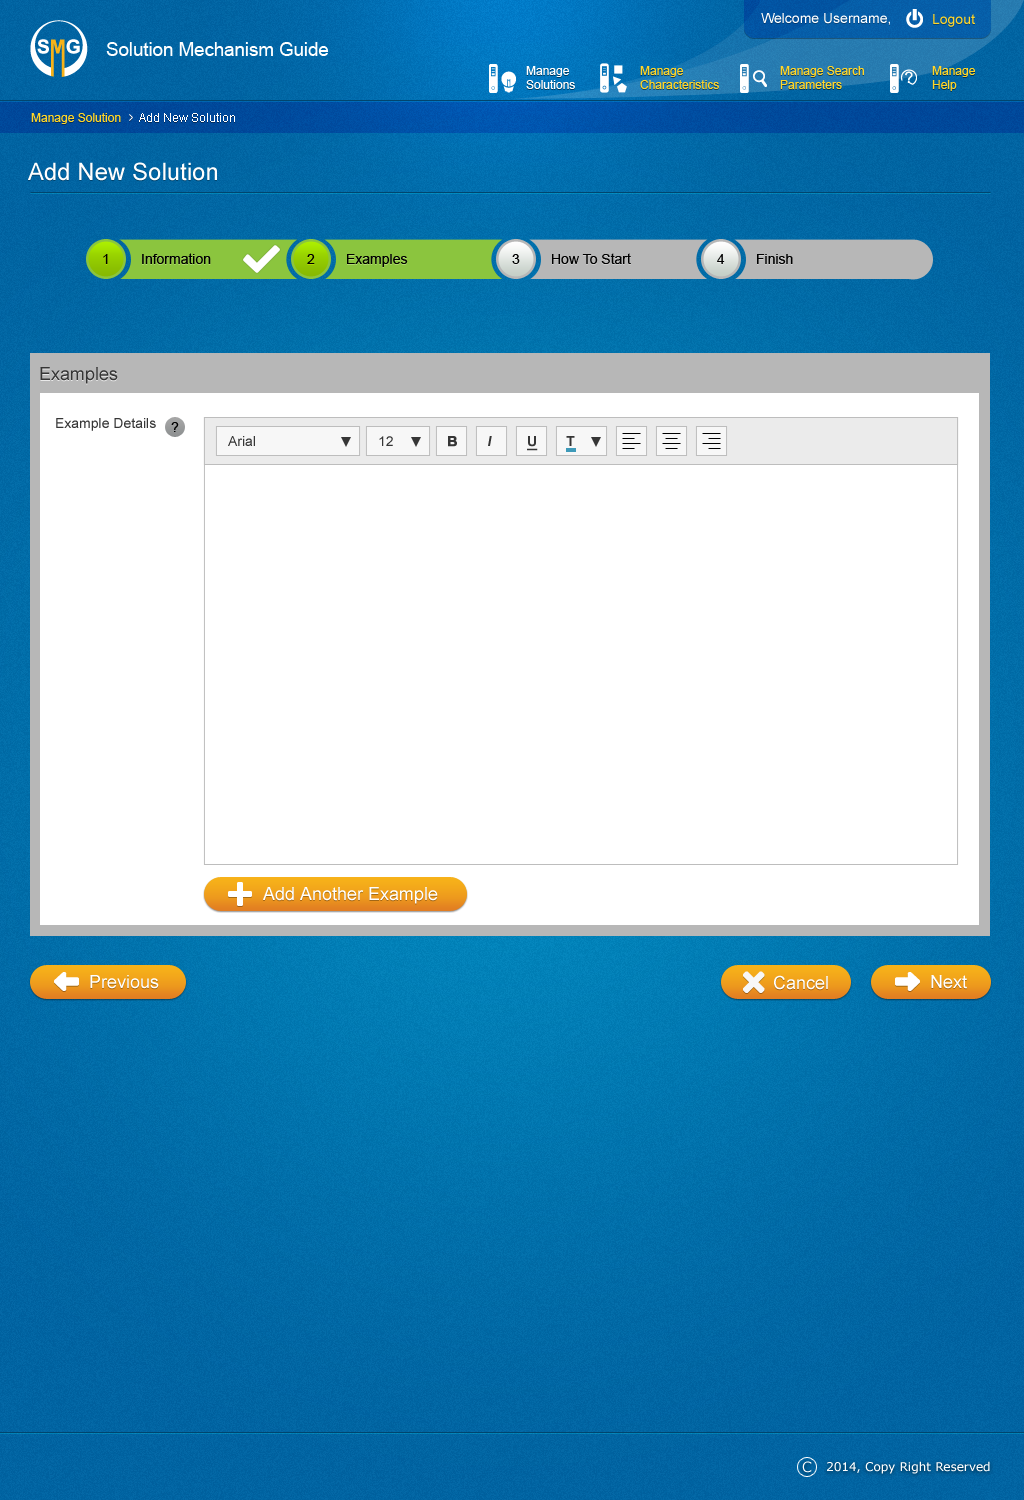 Welcome Username, Logout
SMG Solution Mechanism Guide
Manage Solutions
Manage Characteristics
Manage Search Parameters
Manage Help
Manage Solution > Add New Solution
Add New Solution
1 Information 2 Examples 3 How To Start 4 Finish
Examples
Example Details ?
Arial 12 B I U T
Add Another Example
Previous Cancel Next
© 2014, Copy Right Reserved